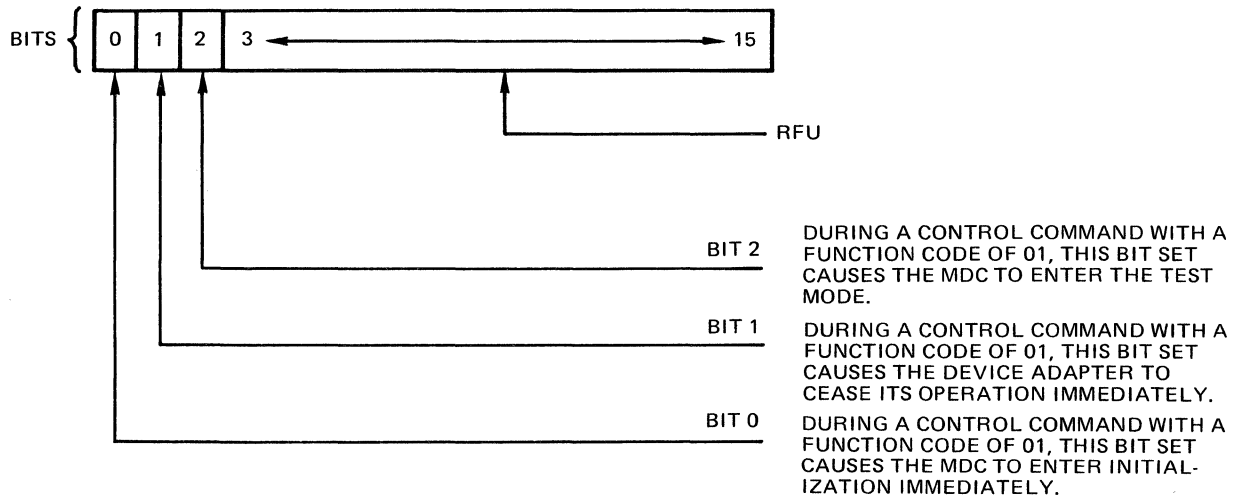 BITS { 0 1 2 3 15
RFU
BIT 2
DURING A CONTROL COMMAND WITH A
FUNCTION CODE OF 01, THIS BIT SET
CAUSES THE MDC TO ENTER THE TEST
MODE.
BIT 1
DURING A CONTROL COMMAND WITH A
FUNCTION CODE OF 01, THIS BIT SET
CAUSES THE DEVICE ADAPTER TO
CEASE ITS OPERATION IMMEDIATELY.
BIT 0
DURING A CONTROL COMMAND WITH A
FUNCTION CODE OF 01, THIS BIT SET
CAUSES THE MDC TO ENTER INITIAL-
IZATION IMMEDIATELY.